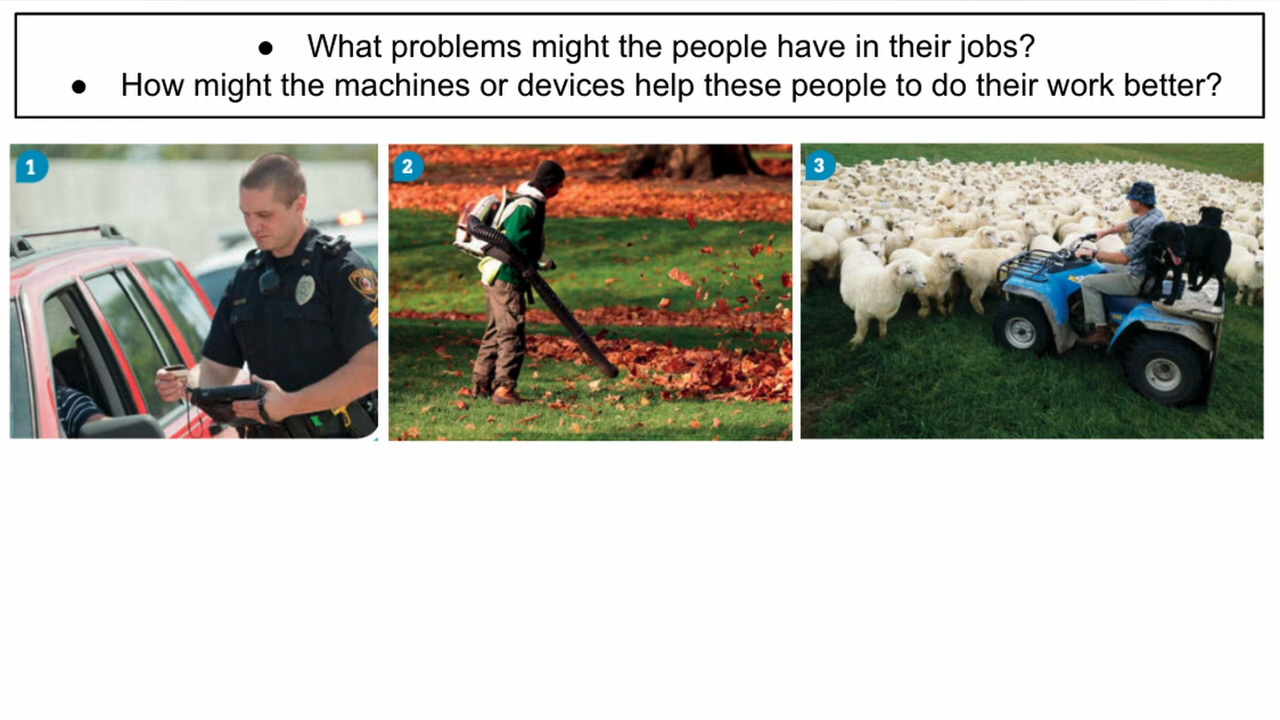 ● What problems might the people have in their jobs?
● How might the machines or devices help these people to do their work better?
1
2
3